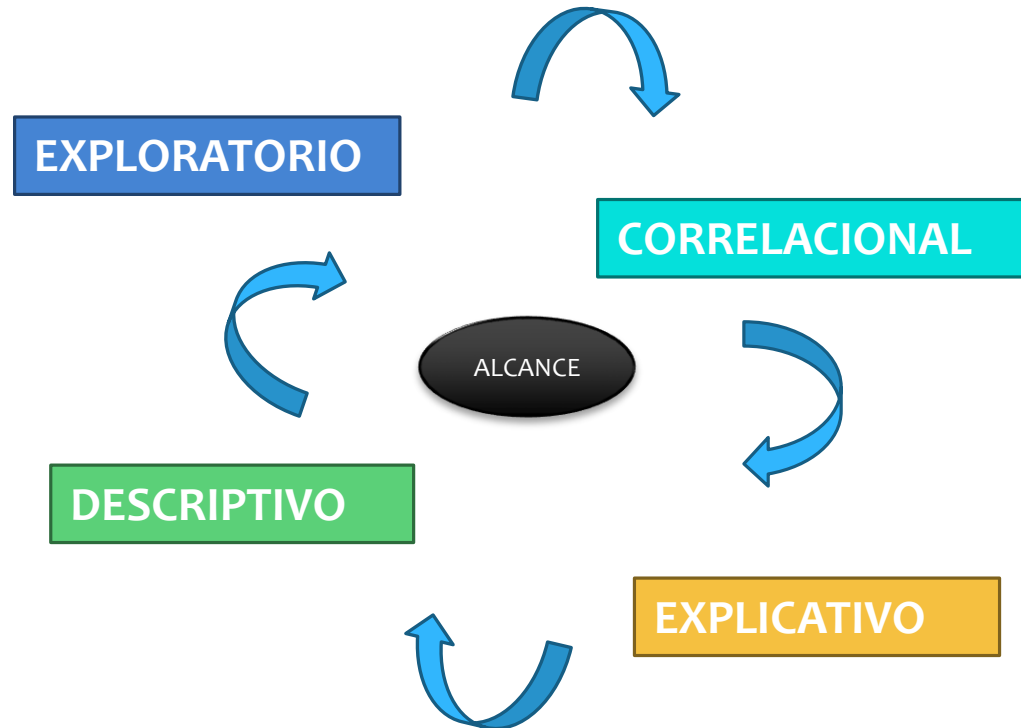 EXPLORATORIO
CORRELACIONAL
ALCANCE
DESCRIPTIVO
EXPLICATIVO